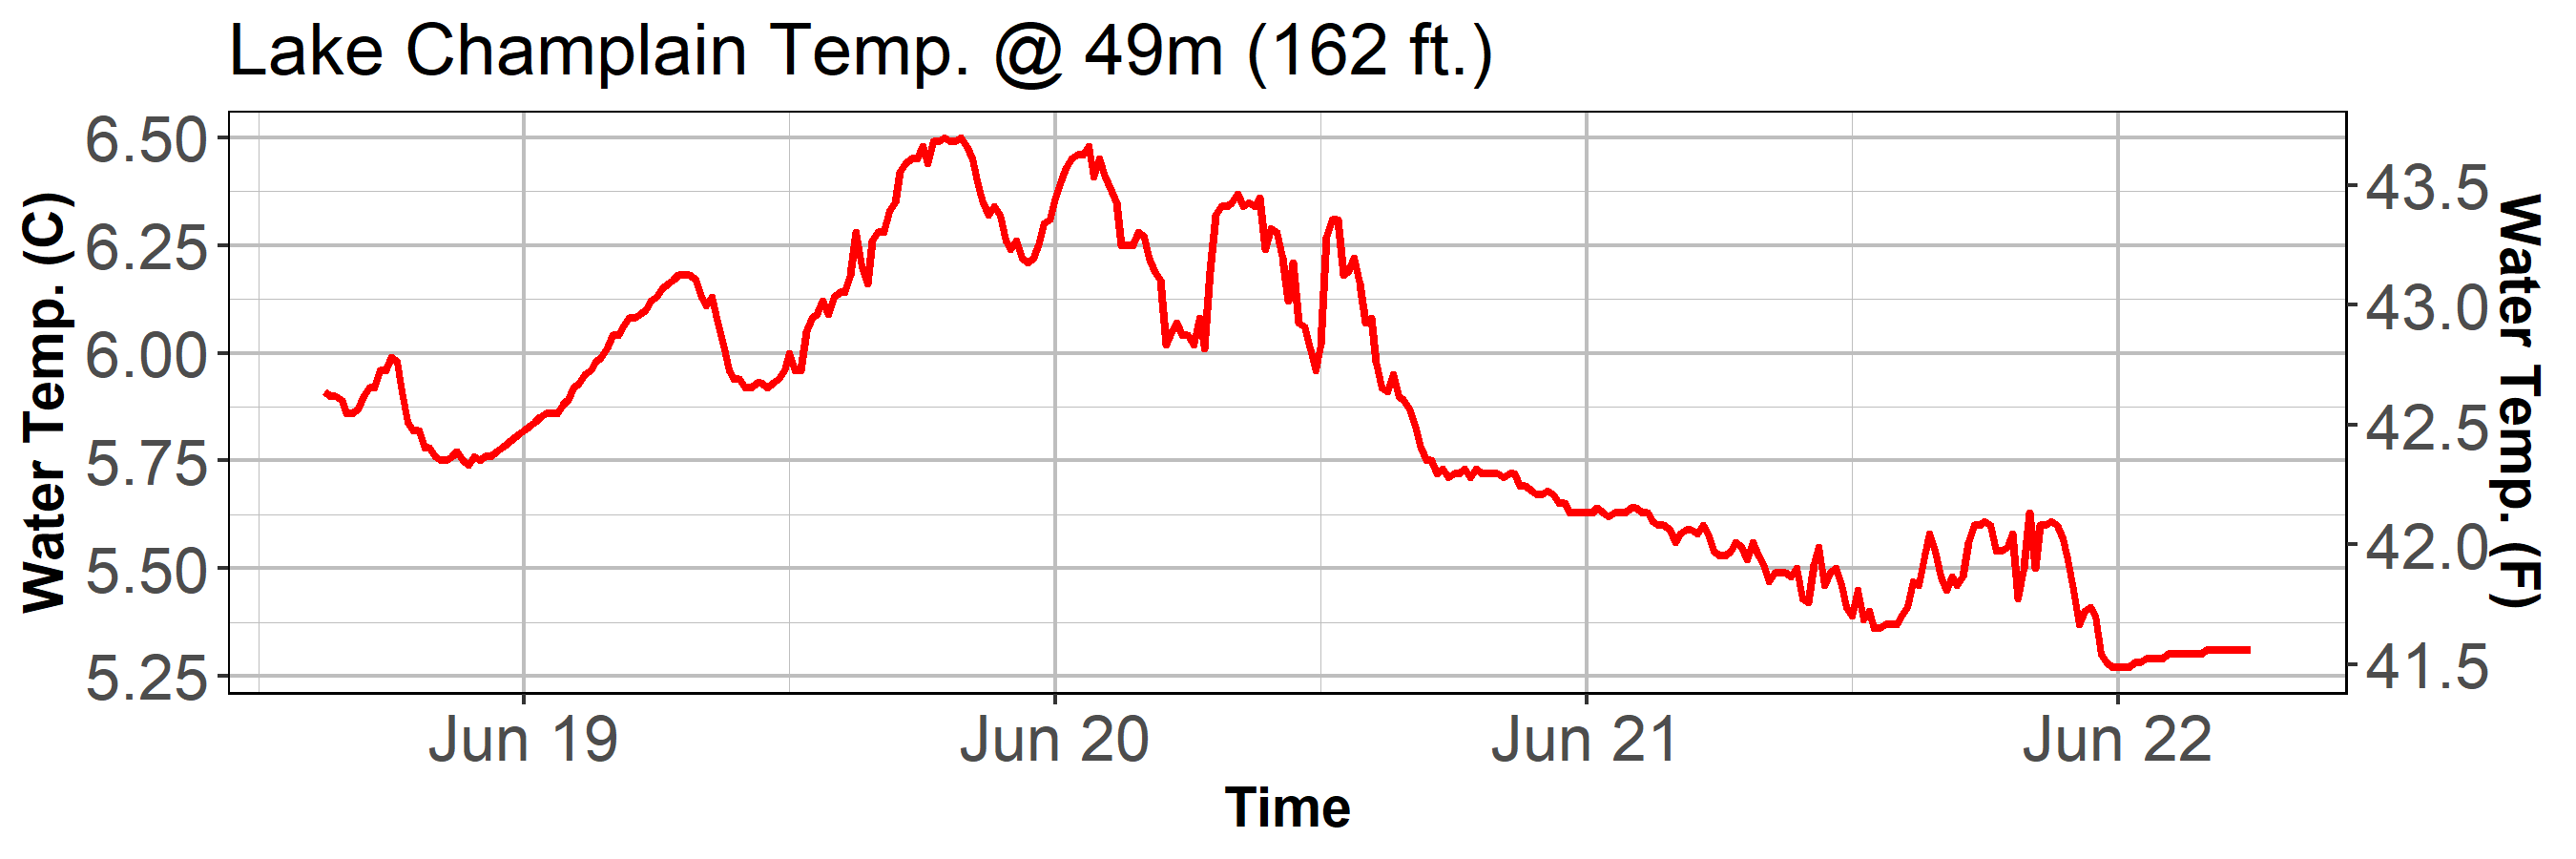 Lake Champlain Temp. @ 49m (162 ft.)
Water Temp. (C)
6.50
6.25
6.00
5.75
5.50
5.25
43.5
43.0
42.5
42.0
41.5
Water Temp. (F)
Jun 19
Jun 20
Jun 21
Jun 22
Time